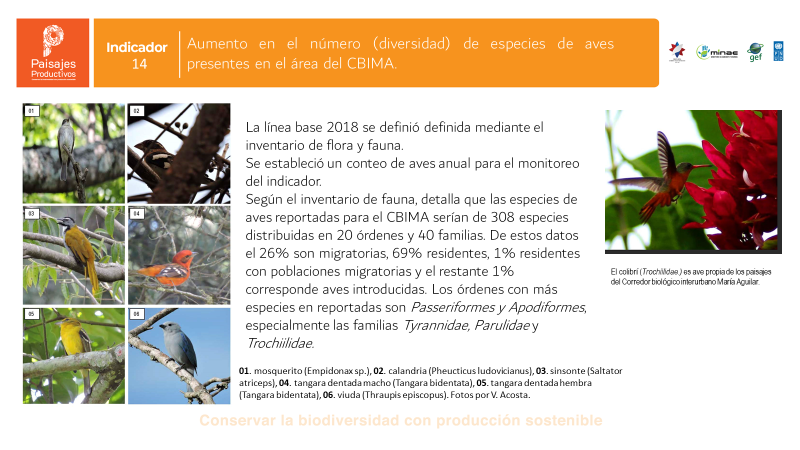 Paisajes
Productivos
Indicador
14
Aumento en el número (diversidad) de especies de aves
presentes en el área del CBIMA.
minae
gef
01
02
03
04
05
06
La línea base 2018 se definió definida mediante el
inventario de flora y fauna.
Se estableció un conteo de aves anual para el monitoreo
del indicador.
Según el inventario de fauna, detalla que las especies de
aves reportadas para el CBIMA serían de 308 especies
distribuidas en 20 órdenes y 40 familias. De estos datos
el 26% son migratorias, 69% residentes, 1% residentes
con poblaciones migratorias y el restante 1%
corresponde aves introducidas. Los órdenes con más
especies en reportadas son Passeriformes y Apodiformes,
especialmente las familias Tyrannidae, Parulidae y
Trochiilidae.
El colibrí (Trochilidae.) es ave propia de los paisajes
del Corredor biológico interurbano María Aguilar.
01. mosquerito (Empidonax sp.), 02. calandria (Pheucticus ludovicianus), 03. sinsonte (Saltator
atriceps), 04. tangara dentada macho (Tangara bidentata), 05. tangara dentada hembra
(Tangara bidentata), 06. viuda (Thraupis episcopus). Fotos por V. Acosta.
Conservar la biodiversidad con producción sostenible